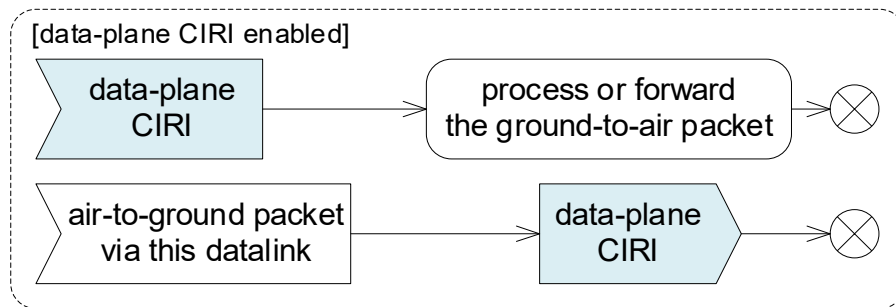 [data-plane CIRI enabled]
data-plane
CIRI
process or forward
the ground-to-air packet
air-to-ground packet
via this datalink
data-plane
CIRI